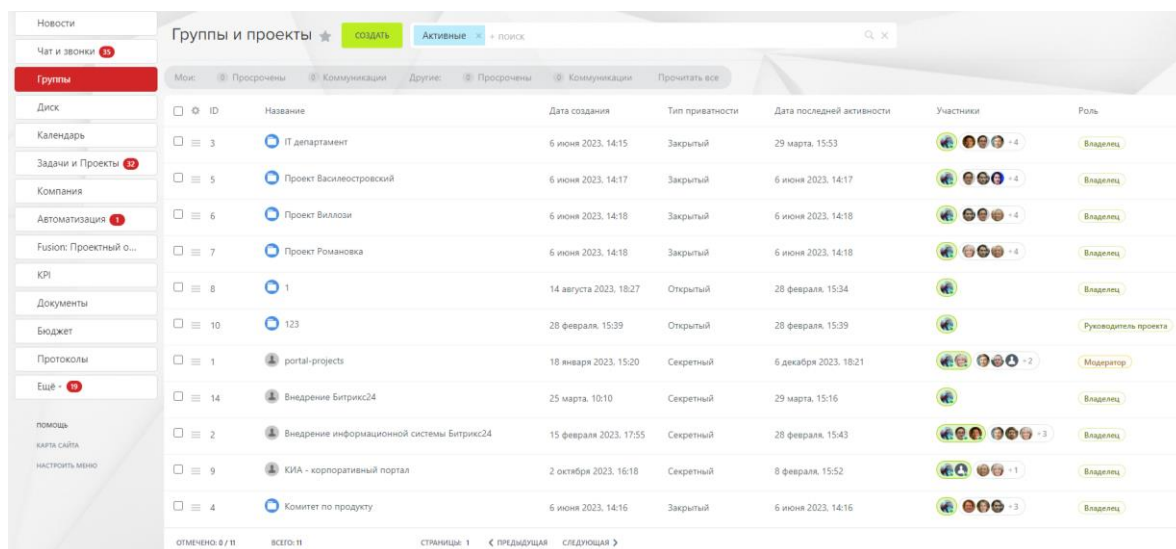 Новости
Чат и звонки 35
Группы
Диск
Календарь
Задачи и Проекты 32
Компания
Автоматизация 1
Fusion: Проектный о...
KPI
Документы
Бюджет
Протоколы
Ещё 19
ПОМОЩЬ
КАРТА САЙТА
НАСТРОИТЬ МЕНЮ
Группы и проекты СОЗДАТЬ Активные × + поиск
Мои: 0 Просрочены 0 Коммуникации Другие: 0 Просрочены 0 Коммуникации Прочитать все
ID Название Дата создания Тип приватности Дата последней активности Участники Роль
3 IT департамент 6 июня 2023, 14:15 Закрытый 29 марта, 15:53 +4 Владелец
5 Проект Василеостровский 6 июня 2023, 14:17 Закрытый 6 июня 2023, 14:17 +4 Владелец
6 Проект Виллози 6 июня 2023, 14:18 Закрытый 6 июня 2023, 14:18 +4 Владелец
7 Проект Романовка 6 июня 2023, 14:18 Закрытый 6 июня 2023, 14:18 +4 Владелец
8 1 14 августа 2023, 18:27 Открытый 28 февраля, 15:34 Владелец
10 123 28 февраля, 15:39 Открытый 28 февраля, 15:39 Руководитель проекта
1 portal-projects 18 января 2023, 15:20 Секретный 6 декабря 2023, 18:21 +2 Модератор
14 Внедрение Битрикс24 25 марта, 10:10 Секретный 29 марта, 15:16 Владелец
2 Внедрение информационной системы Битрикс24 15 февраля 2023, 17:55 Секретный 28 февраля, 15:43 +3 Владелец
9 КИА - корпоративный портал 2 октября 2023, 16:18 Секретный 8 февраля, 15:52 +1 Владелец
4 Комитет по продукту 6 июня 2023, 14:16 Закрытый 6 июня 2023, 14:16 +3 Владелец
ОТМЕЧЕНО: 0 / 11 ВСЕГО: 11 СТРАНИЦЫ: 1 ПРЕДЫДУЩАЯ СЛЕДУЮЩАЯ